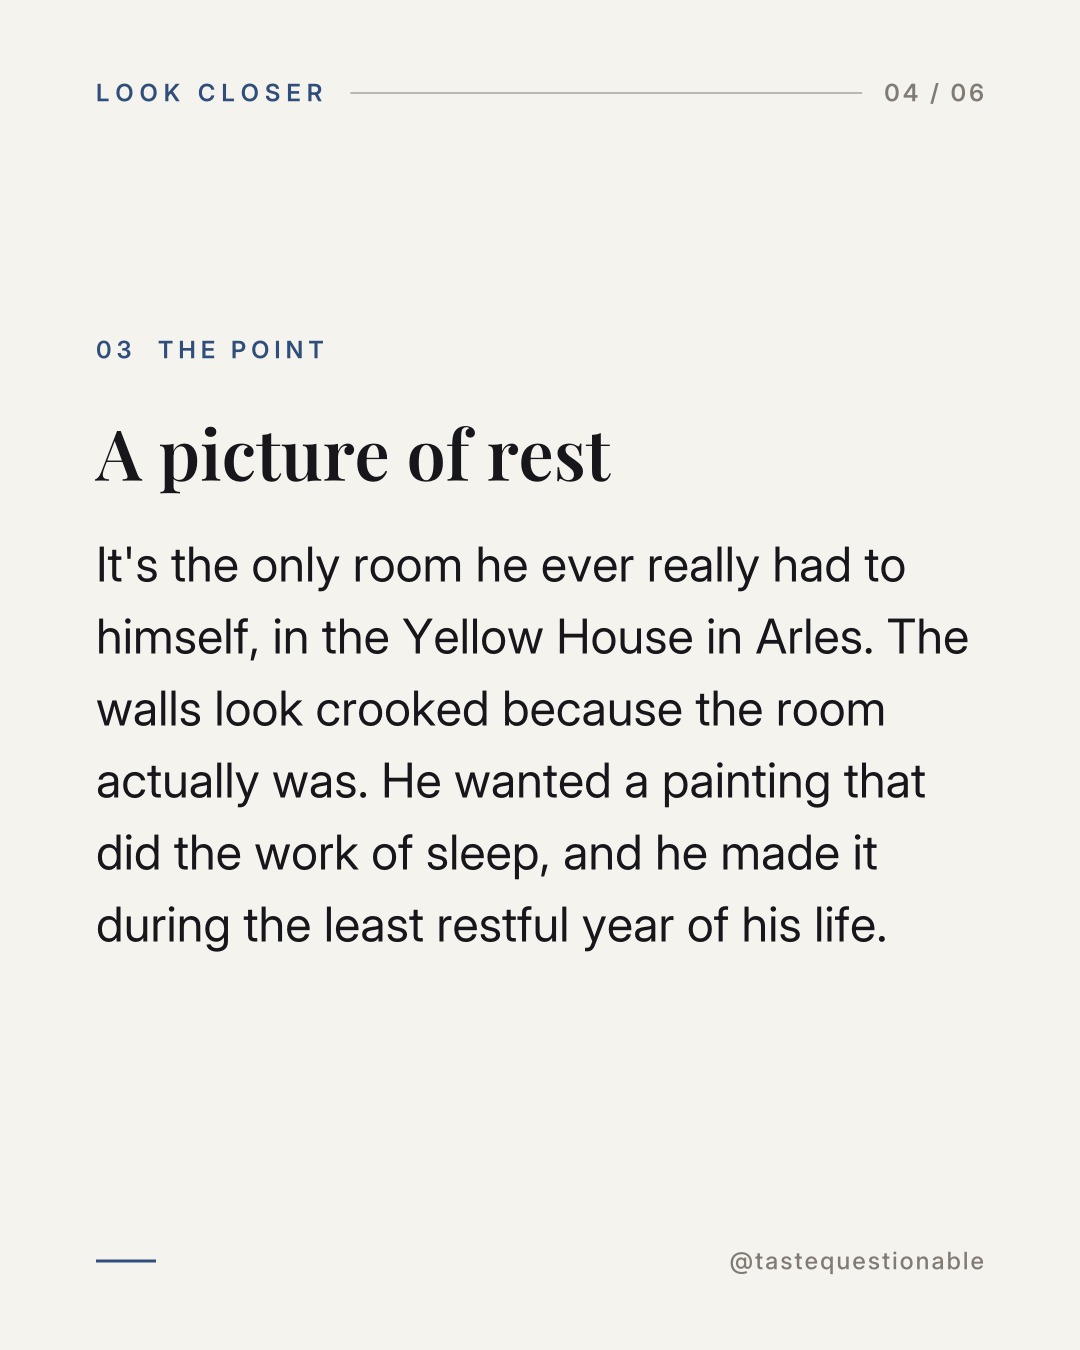 LOOK CLOSER
04 / 06
03 THE POINT
A picture of rest
It's the only room he ever really had to
himself, in the Yellow House in Arles. The
walls look crooked because the room
actually was. He wanted a painting that
did the work of sleep, and he made it
during the least restful year of his life.
@tastequestionable